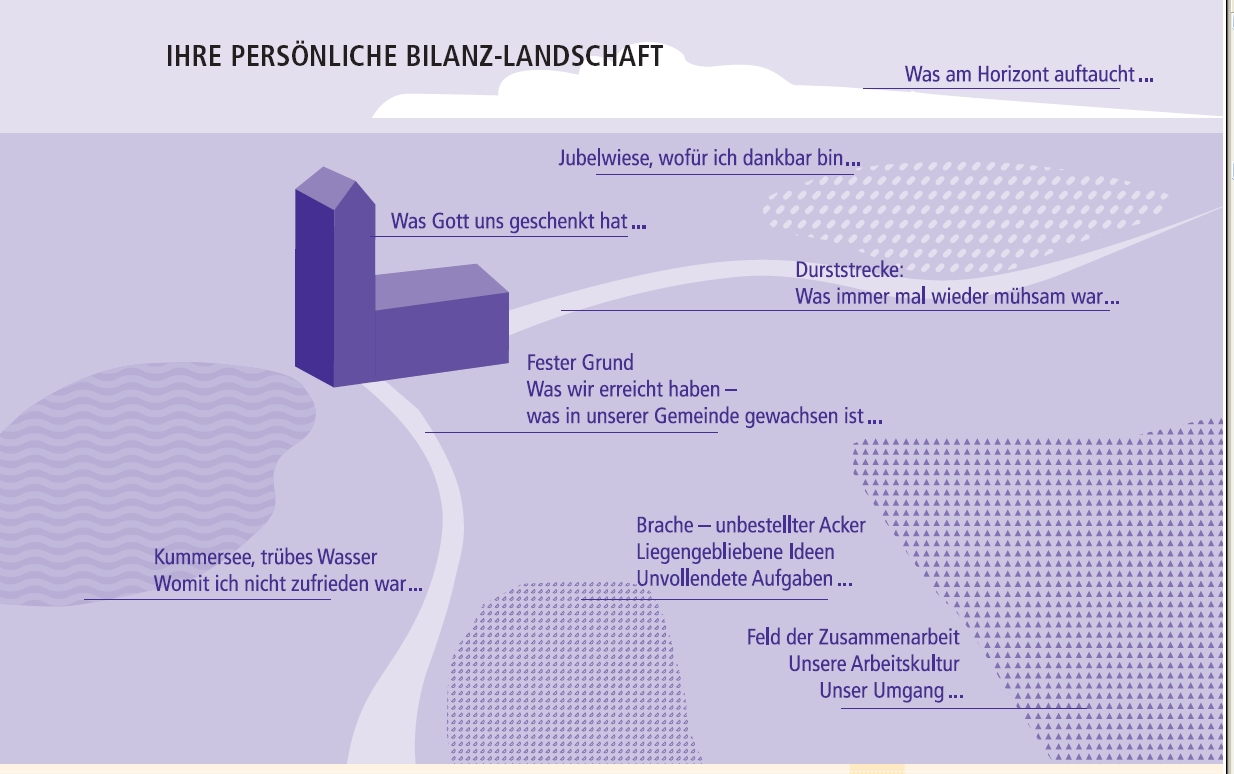 IHRE PERSÖNLICHE BILANZ-LANDSCHAFT
Was am Horizont auftaucht...
Jubelwiese, wofür ich dankbar bin...
Was Gott uns geschenkt hat...
Durststrecke:
Was immer mal wieder mühsam war...
Fester Grund
Was wir erreicht haben –
was in unserer Gemeinde gewachsen ist...
Brache – unbestellter Acker
Liegengebliebene Ideen
Unvollendete Aufgaben ...
Kummersee, trübes Wasser
Womit ich nicht zufrieden war...
Feld der Zusammenarbeit
Unsere Arbeitskultur
Unser Umgang ...